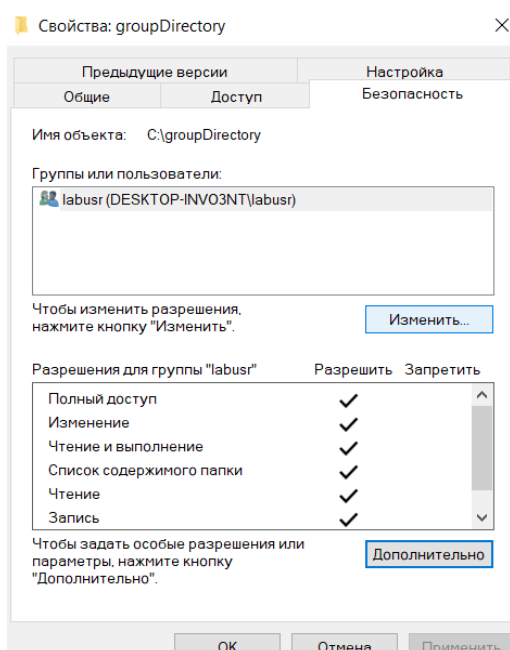 Свойства: groupDirectory
Предыдущие версии Настройка
Общие Доступ Безопасность
Имя объекта: C:\groupDirectory
Группы или пользователи:
labusr (DESKTOP-INVO3NT\labusr)
Чтобы изменить разрешения,
нажмите кнопку "Изменить".
Изменить...
Разрешения для группы "labusr" Разрешить Запретить
Полный доступ
Изменение
Чтение и выполнение
Список содержимого папки
Чтение
Запись
Чтобы задать особые разрешения или
параметры, нажмите кнопку
"Дополнительно".
Дополнительно
ОК Отмена Применить